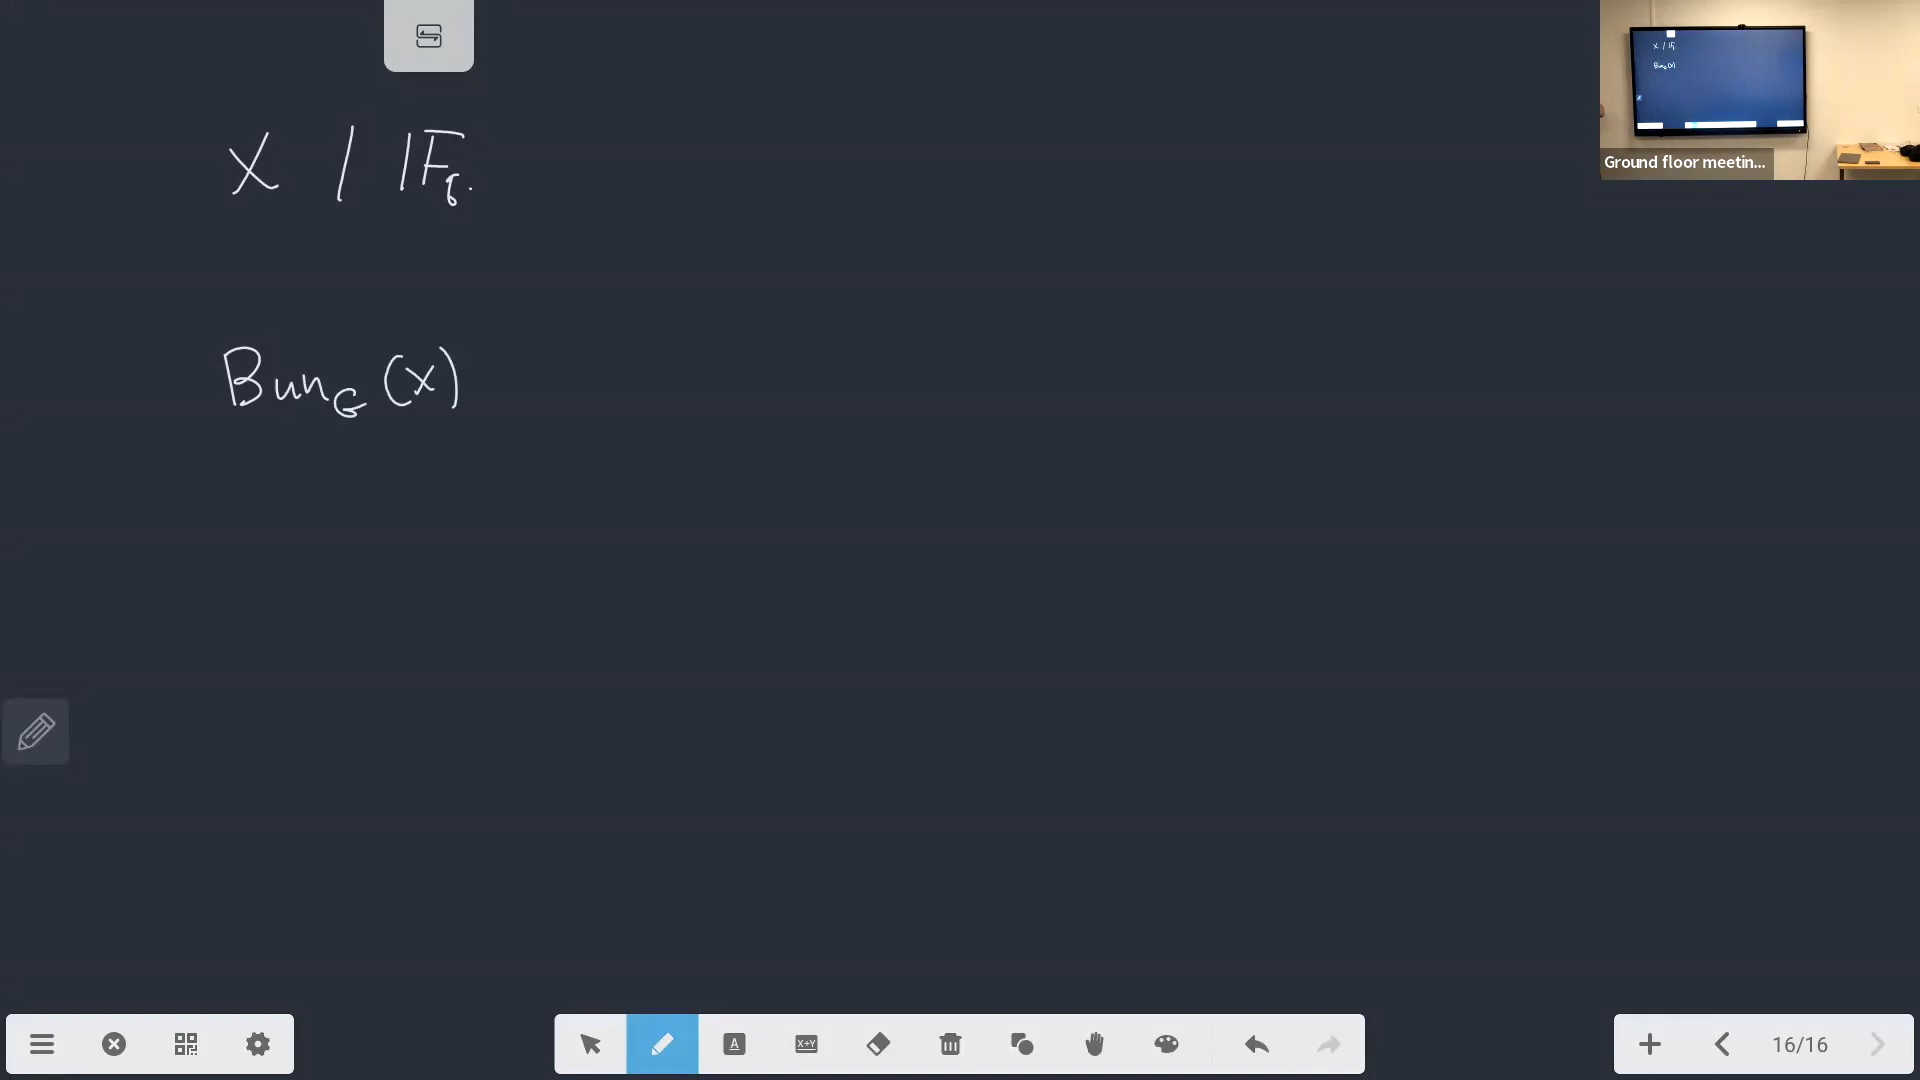 X / 𝔽_q.
Bun_G (X)
Ground floor meetin...
A
X+Y
16/16